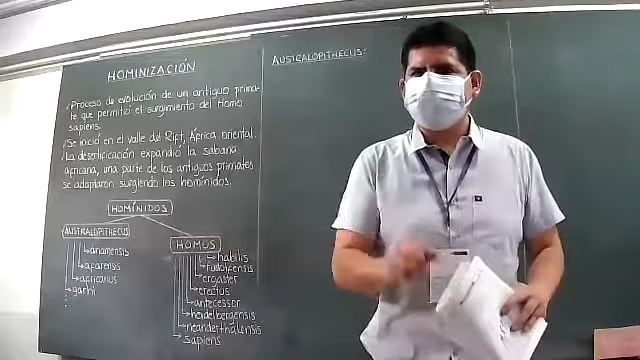 HOMINIZACIÓN
Proceso de evolución de un antiguo prima-
te que permitió el surgimiento del Homo
sapiens.
Se inició en el valle del Rift, África oriental.
La desertificación expandió la sabana
africana, una parte de los antiguos primates
se adaptaron surgiendo los homínidos.
HOMÍNIDOS
AUSTRALOPITHECUS
anamensis
afarensis
africanus
garhi
HOMOS
habilis
rudolfensis
ergaster
erectus
antecessor
heidelbergensis
neanderthalensis
sapiens
AUSTRALOPITHECUS: